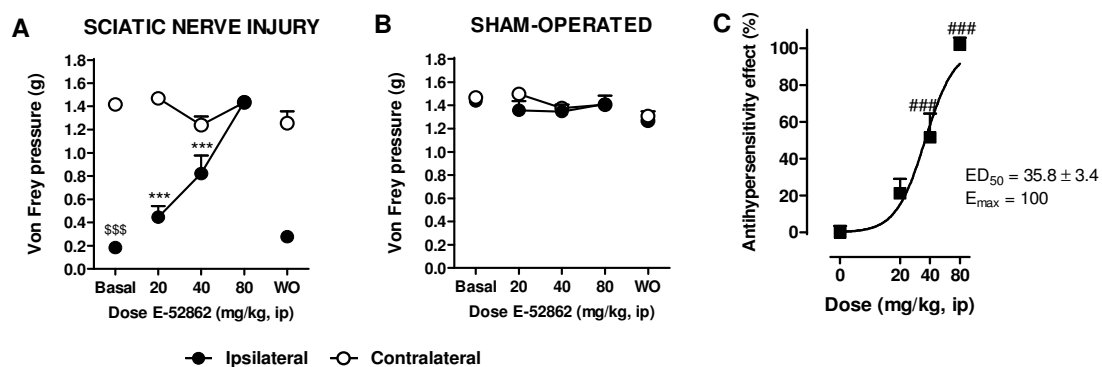 A
SCIATIC NERVE INJURY
Von Frey pressure (g)
1.8
1.6
1.4
1.2
1.0
0.8
0.6
0.4
0.2
0.0
$$$
***
***
Basal 20 40 80 WO
Dose E-52862 (mg/kg, ip)
B
SHAM-OPERATED
Von Frey pressure (g)
1.8
1.6
1.4
1.2
1.0
0.8
0.6
0.4
0.2
0.0
Basal 20 40 80 WO
Dose E-52862 (mg/kg, ip)
Ipsilateral Contralateral
C
Antihypersensitivity effect (%)
100
80
60
40
20
0
###
###
ED50 = 35.8 ± 3.4
Emax = 100
0 20 40 80
Dose (mg/kg, ip)